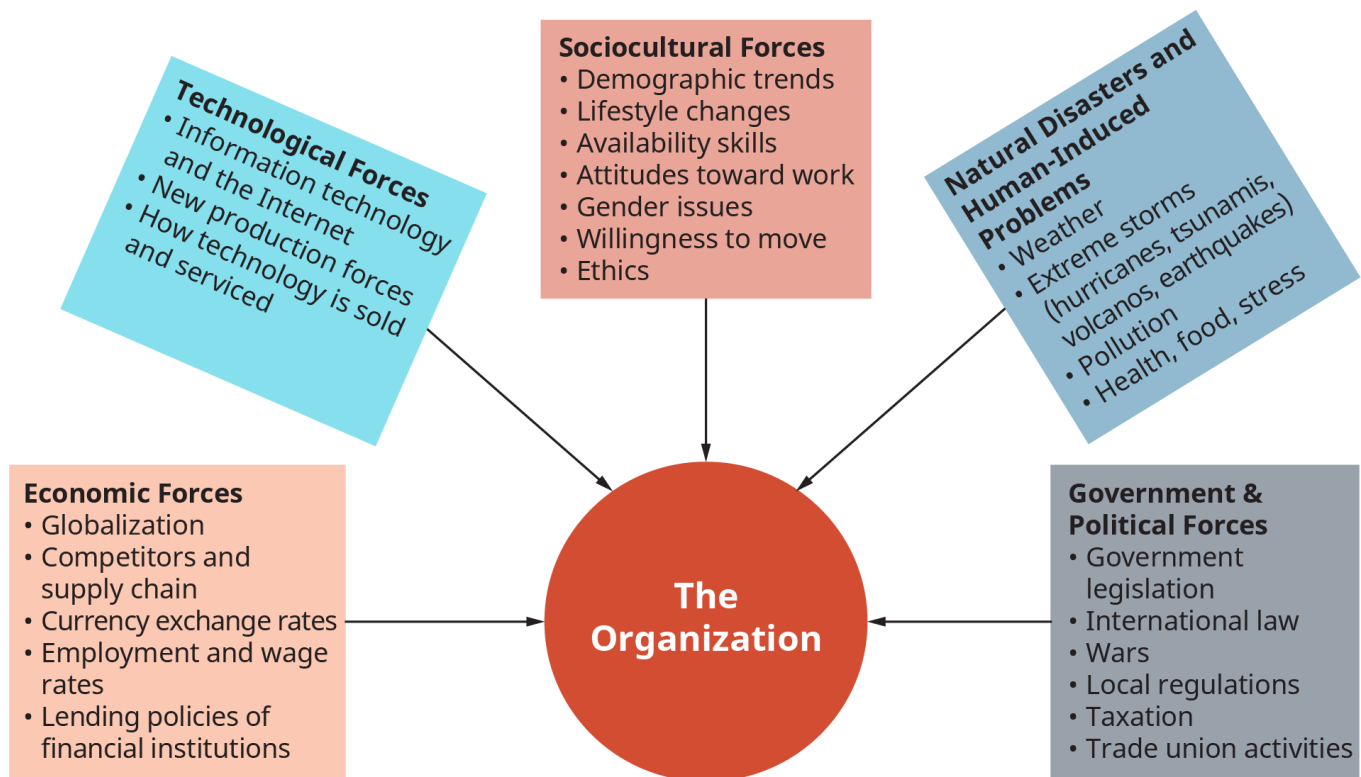 Technological Forces
• Information technology
and the Internet
• New production forces
• How technology is sold
and serviced
Sociocultural Forces
• Demographic trends
• Lifestyle changes
• Availability skills
• Attitudes toward work
• Gender issues
• Willingness to move
• Ethics
Natural Disasters and
Human-Induced
Problems
• Weather
• Extreme storms
(hurricanes, tsunamis,
volcanos, earthquakes)
• Pollution
• Health, food, stress
Economic Forces
• Globalization
• Competitors and
supply chain
• Currency exchange rates
• Employment and wage
rates
• Lending policies of
financial institutions
The
Organization
Government &
Political Forces
• Government
legislation
• International law
• Wars
• Local regulations
• Taxation
• Trade union activities